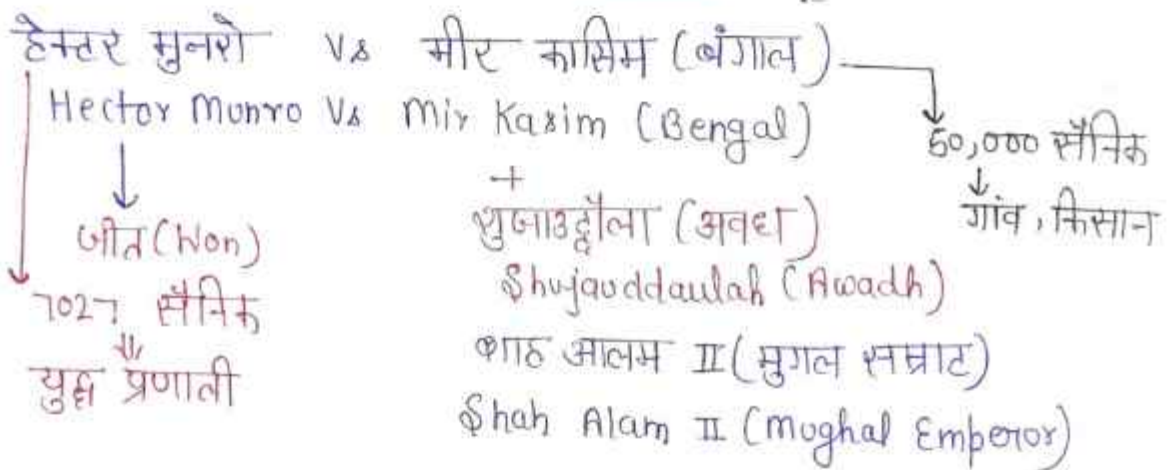 हेक्टर मुनरो Vs मीर कासिम (बंगाल)
Hector Munro Vs Mir Kasim (Bengal)
50,000 सैनिक
गांव, किसान
+
जीत (Won)
शुजाउद्दौला (अवध)
Shujauddaulah (Awadh)
7027 सैनिक
युद्ध प्रणाली
शाह आलम II (मुगल सम्राट)
Shah Alam II (Mughal Emperor)